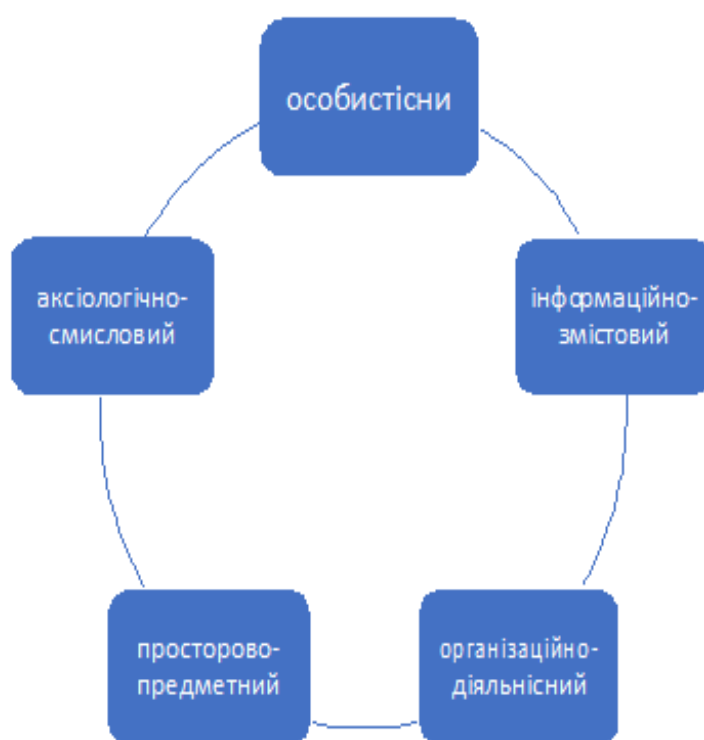 особистісни
аксіологічно-
смисловий
інформаційно-
змістовий
просторово-
предметний
організаційно-
діяльнісний